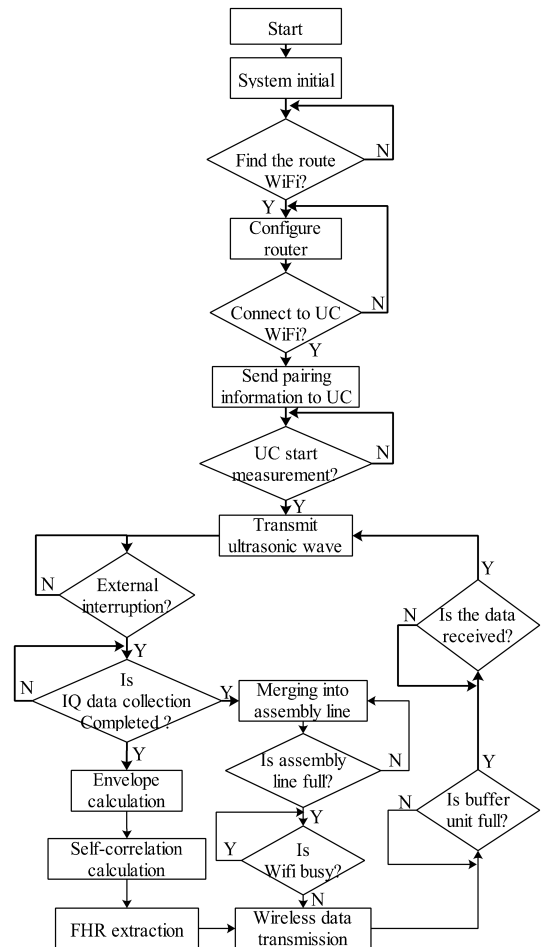 Start
System initial
Find the route
WiFi?
N
Y
Configure
router
Connect to UC
WiFi?
N
Y
Send pairing
information to UC
UC start
measurement?
N
Y
Transmit
ultrasonic wave
External
interruption?
N
Y
Is
IQ data collection
Completed ?
N
Y
Y
Merging into
assembly line
Is assembly
line full?
N
Y
Is
Wifi busy?
Y
N
Envelope
calculation
Self-correlation
calculation
FHR extraction
Wireless data
transmission
Is buffer
unit full?
N
Y
Is the data
received?
N
Y